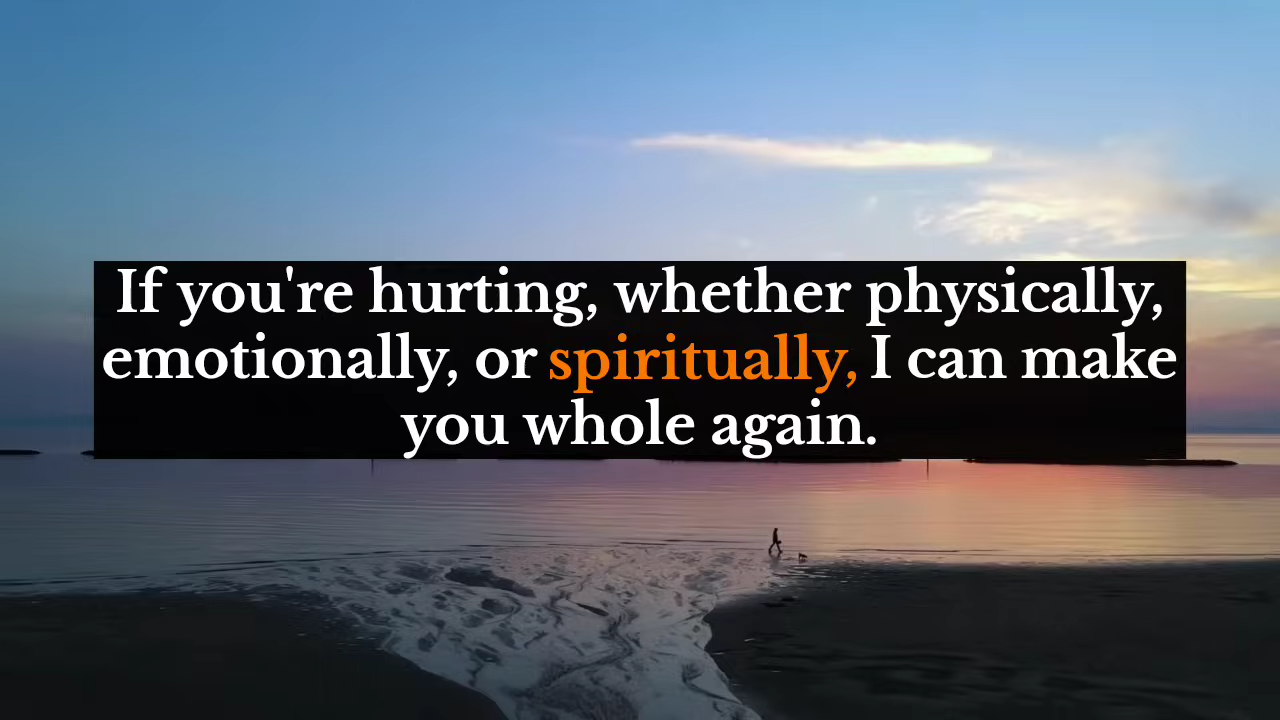 If you're hurting, whether physically,
emotionally, or spiritually, I can make
you whole again.